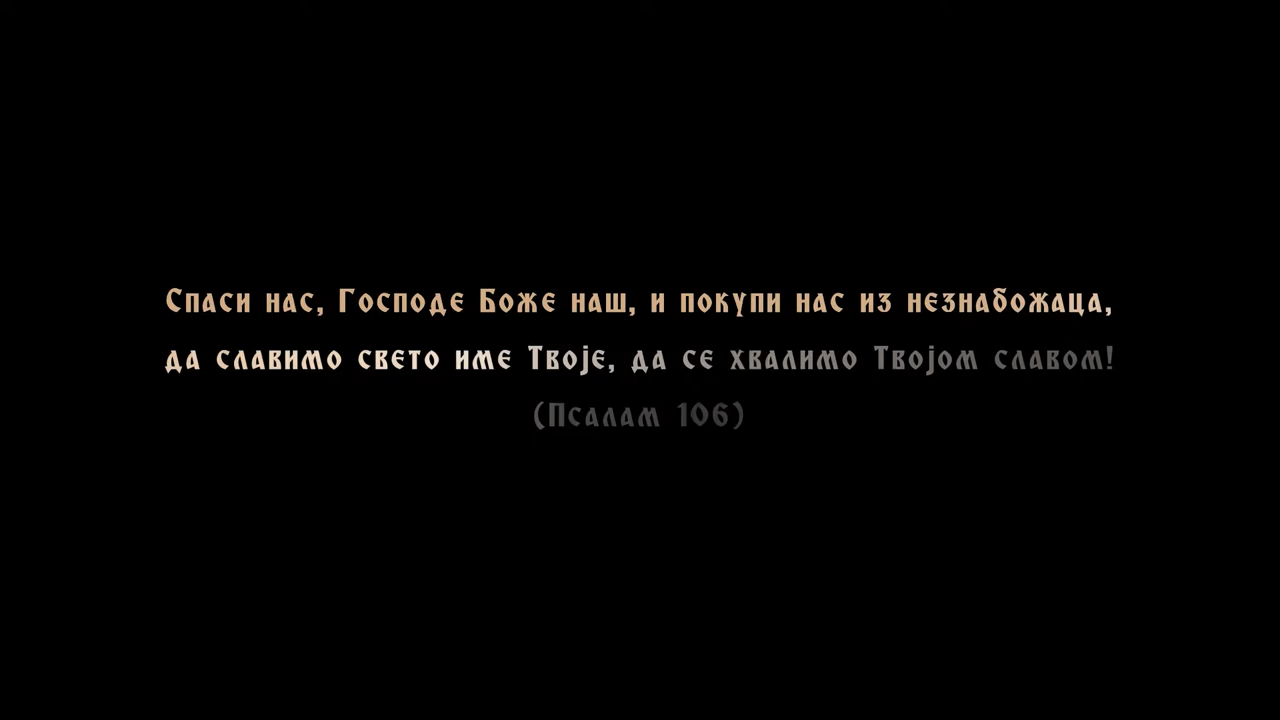 Спаси нас, Господе Боже наш, и покупи нас из незнабожаца,
да славимо свето име Твоје, да се хвалимо Твојом славом!
(Псалам 106)